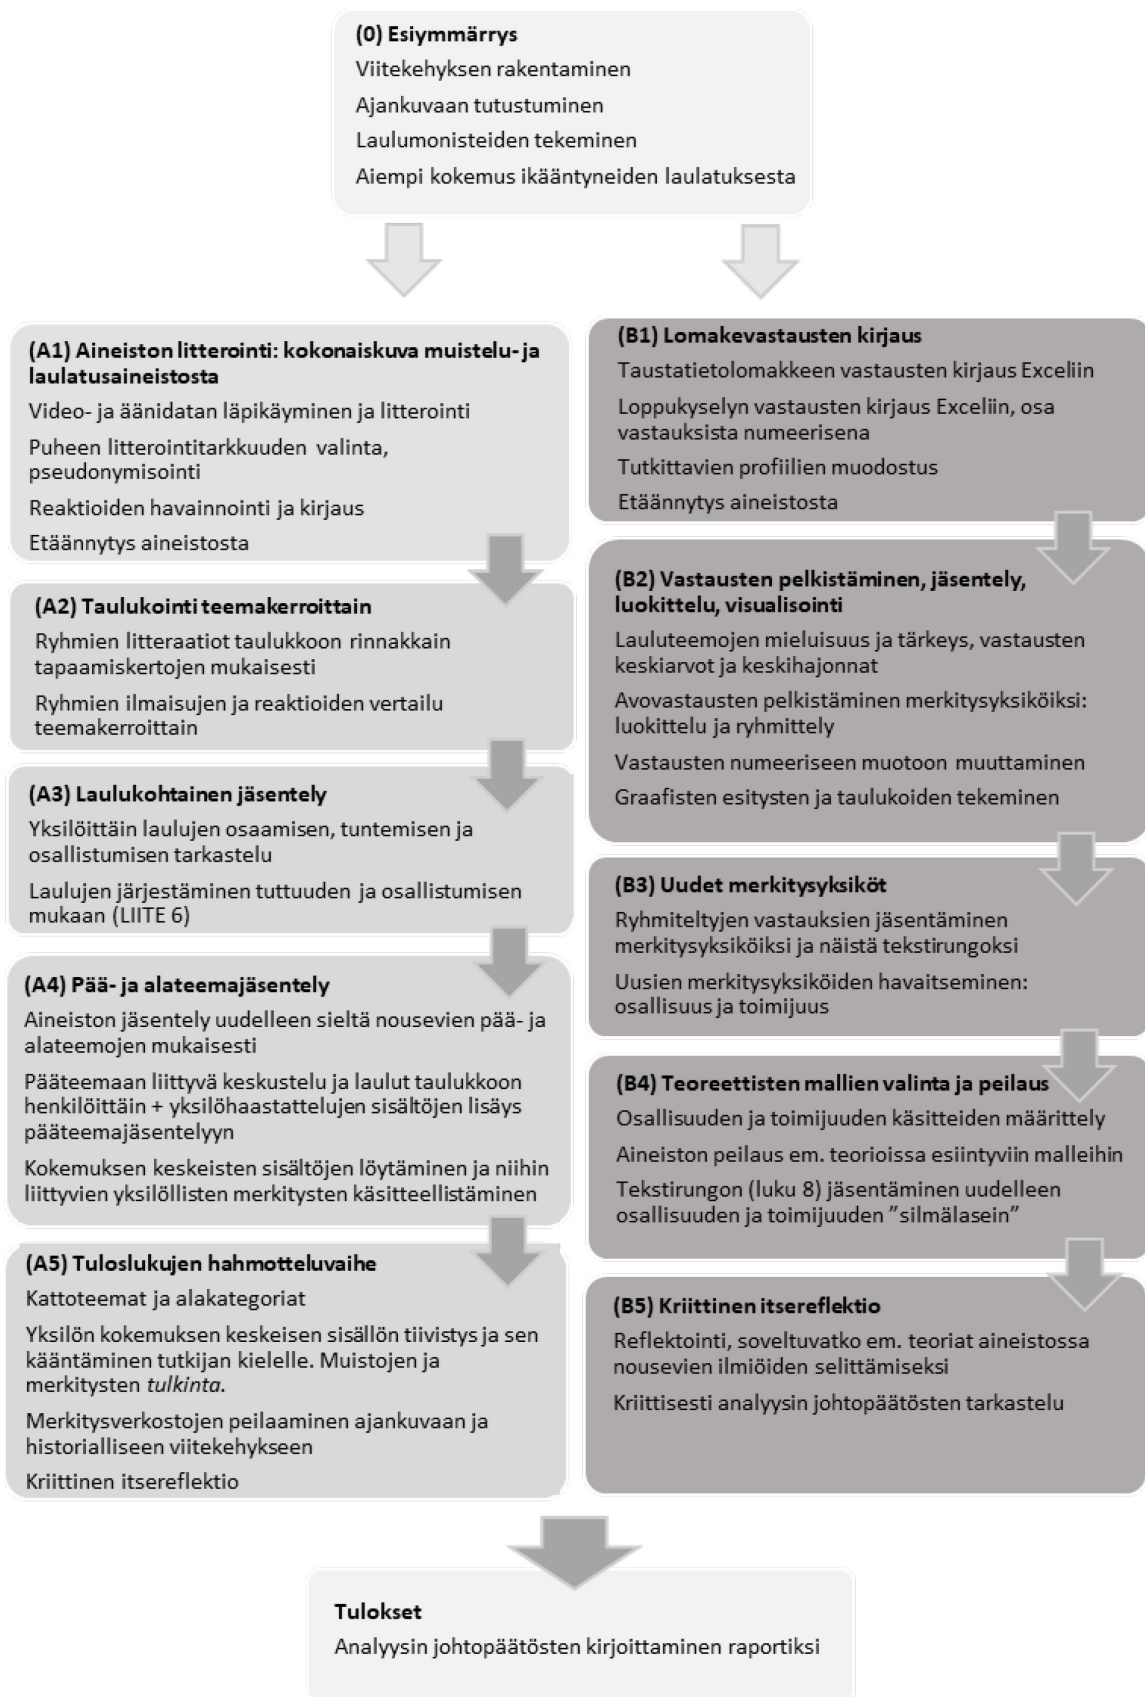 (0) Esiymmärrys
Viitekehyksen rakentaminen
Ajankuvaan tutustuminen
Laulumonisteiden tekeminen
Aiempi kokemus ikääntyneiden laulatuksesta
(A1) Aineiston litterointi: kokonaiskuva muistelu- ja
laulatusaineistosta
Video- ja äänidatan läpikäyminen ja litterointi
Puheen litterointitarkkuuden valinta,
pseudonymisointi
Reaktioiden havainnointi ja kirjaus
Etäännytys aineistosta
(A2) Taulukointi teemakerroittain
Ryhmien litteraatiot taulukkoon rinnakkain
tapaamiskertojen mukaisesti
Ryhmien ilmaisujen ja reaktioiden vertailu
teemakerroittain
(A3) Laulukohtainen jäsentely
Yksilöittäin laulujen osaamisen, tuntemisen ja
osallistumisen tarkastelu
Laulujen järjestäminen tuttuuden ja osallistumisen
mukaan (LIITE 6)
(A4) Pää- ja alateemajäsentely
Aineiston jäsentely uudelleen sieltä nousevien pää- ja
alateemojen mukaisesti
Pääteemaan liittyvä keskustelu ja laulut taulukkoon
henkilöittäin + yksilöhaastattelujen sisältöjen lisäys
pääteemajäsentelyyn
Kokemuksen keskeisten sisältöjen löytäminen ja niihin
liittyvien yksilöllisten merkitysten käsitteellistäminen
(A5) Tuloslukujen hahmotteluvaihe
Kattoteemat ja alakategoriat
Yksilön kokemuksen keskeisen sisällön tiivistys ja sen
kääntäminen tutkijan kielelle. Muistojen ja
merkitysten tulkinta.
Merkitysverkostojen peilaaminen ajankuvaan ja
historialliseen viitekehykseen
Kriittinen itsereflektio
(B1) Lomakevastausten kirjaus
Taustatietolomakkeen vastausten kirjaus Exceliin
Loppukyselyn vastausten kirjaus Exceliin, osa
vastauksista numeerisena
Tutkittavien profiilien muodostus
Etäännytys aineistosta
(B2) Vastausten pelkistäminen, jäsentely,
luokittelu, visualisointi
Lauluteemojen mieluisuus ja tärkeys, vastausten
keskiarvot ja keskihajonnat
Avovastausten pelkistäminen merkitysyksiköiksi:
luokittelu ja ryhmittely
Vastausten numeeriseen muotoon muuttaminen
Graafisten esitysten ja taulukoiden tekeminen
(B3) Uudet merkitysyksiköt
Ryhmiteltyjen vastauksien jäsentäminen
merkitysyksiköiksi ja näistä tekstirungoksi
Uusien merkitysyksiköiden havaitseminen:
osallisuus ja toimijuus
(B4) Teoreettisten mallien valinta ja peilaus
Osallisuuden ja toimijuuden käsitteiden määrittely
Aineiston peilaus em. teorioissa esiintyviin malleihin
Tekstirungon (luku 8) jäsentäminen uudelleen
osallisuuden ja toimijuuden ”silmälasein”
(B5) Kriittinen itsereflektio
Reflektointi, soveltuvatko em. teoriat aineistossa
nousevien ilmiöiden selittämiseksi
Kriittisesti analyysin johtopäätösten tarkastelu
Tulokset
Analyysin johtopäätösten kirjoittaminen raportiksi